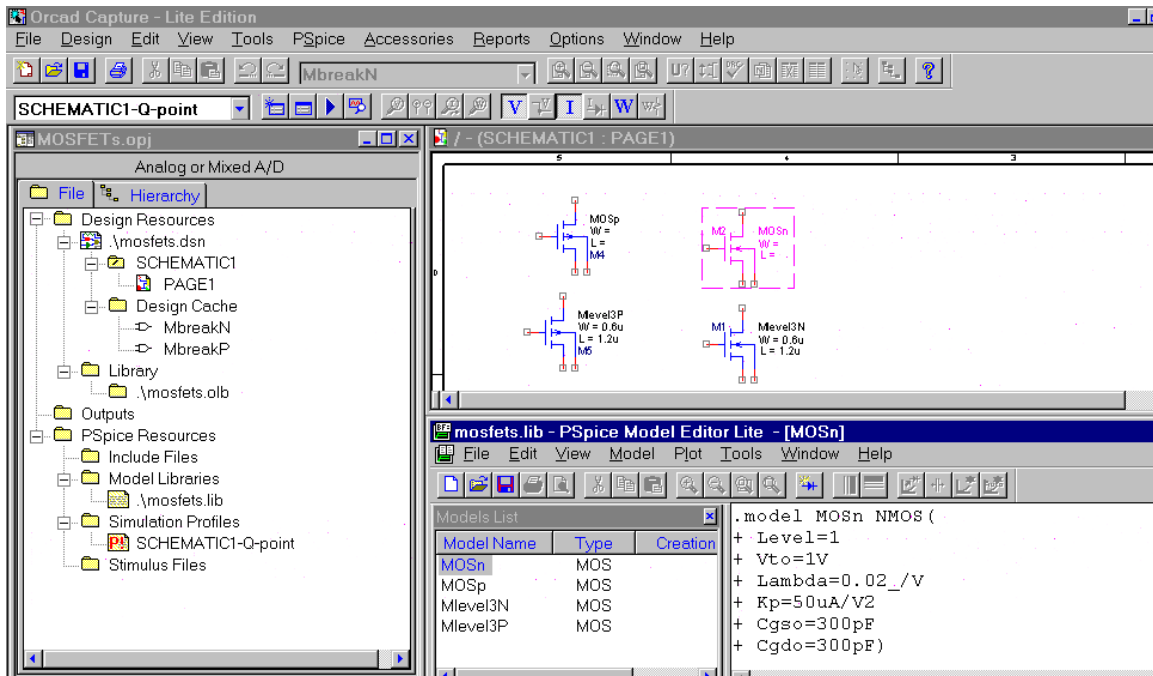 Orcad Capture - Lite Edition
File Design Edit View Tools PSpice Accessories Reports Options Window Help
MbreakN
U?
SCHEMATIC1-Q-point
V I W
MOSFETs.opj
Analog or Mixed A/D
File Hierarchy
Design Resources
.\mosfets.dsn
SCHEMATIC1
PAGE1
Design Cache
MbreakN
MbreakP
Library
.\mosfets.olb
Outputs
PSpice Resources
Include Files
Model Libraries
.\mosfets.lib
Simulation Profiles
P!
SCHEMATIC1-Q-point
Stimulus Files
/ - (SCHEMATIC1 : PAGE1)
5 4 3
D
MOSp
W =
L =
M4
M2
MOSn
W =
L =
Mlevel3P
W = 0.6u
L = 1.2u
M5
M1
Mlevel3N
W = 0.6u
L = 1.2u
mosfets.lib - PSpice Model Editor Lite - [MOSn]
File Edit View Model Plot Tools Window Help
Models List
Model Name Type Creation
MOSn MOS
MOSp MOS
Mlevel3N MOS
Mlevel3P MOS
.model MOSn NMOS(
+ Level=1
+ Vto=1V
+ Lambda=0.02_/V
+ Kp=50uA/V2
+ Cgso=300pF
+ Cgdo=300pF)